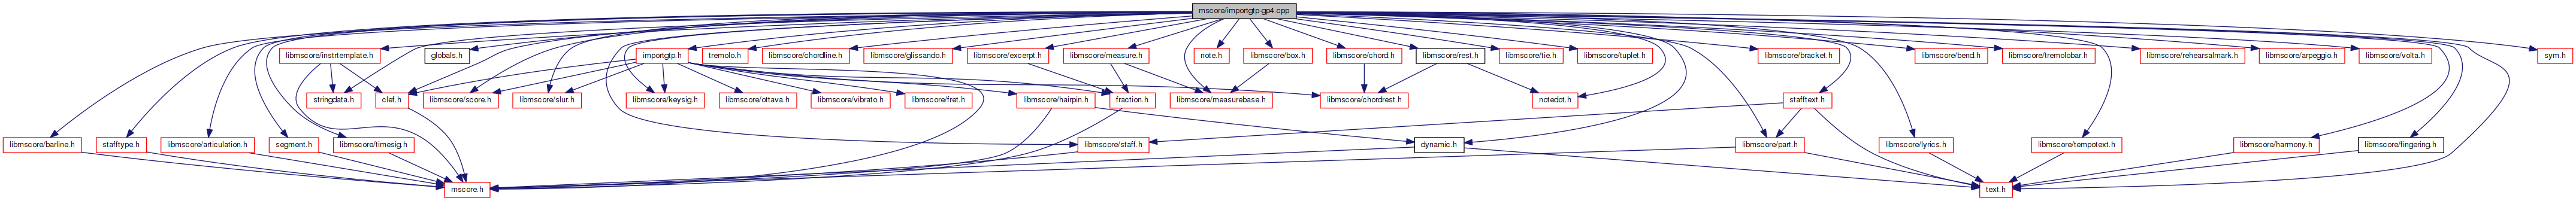 mscore/importgtp-gp4.cpp
libmscore/instrtemplate.h
globals.h
importgtp.h
tremolo.h
libmscore/chordline.h
libmscore/glissando.h
libmscore/excerpt.h
libmscore/measure.h
note.h
libmscore/box.h
libmscore/chord.h
libmscore/rest.h
libmscore/tie.h
libmscore/tuplet.h
libmscore/bracket.h
libmscore/bend.h
libmscore/tremolobar.h
libmscore/rehearsalmark.h
libmscore/arpeggio.h
libmscore/volta.h
sym.h
stringdata.h
clef.h
libmscore/score.h
libmscore/slur.h
libmscore/keysig.h
libmscore/ottava.h
libmscore/vibrato.h
libmscore/fret.h
libmscore/hairpin.h
fraction.h
libmscore/measurebase.h
libmscore/chordrest.h
notedot.h
stafftext.h
libmscore/barline.h
stafftype.h
libmscore/articulation.h
segment.h
libmscore/timesig.h
libmscore/staff.h
dynamic.h
libmscore/part.h
libmscore/lyrics.h
libmscore/tempotext.h
libmscore/harmony.h
libmscore/fingering.h
mscore.h
text.h